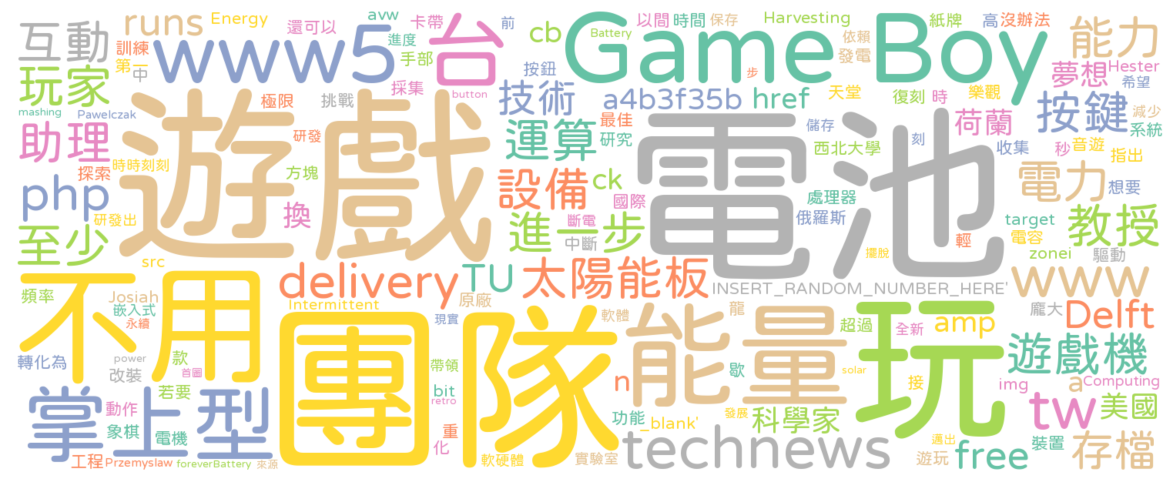 互動
runs
Energy
還可以
avw
卡帶
台
前
cb
Game Boy
Battery
以間
時間
保存
Harvesting
紙牌
高
沒辦法
能力
訓練
第一
中
www5
進度
手部
按鈕
依賴
發電
步
夢想
Hester
希望
玩家
mashing
Pawelczak
極限
挑戰
採集
button
技術
a4b3f35b
href
天堂
復刻
時
樂觀
按鍵
減少
系統
助理
遊戲
研發
最佳
運算
研究
電池
儲存
西北大學
刻
荷蘭
收集
秒
音遊
指出
探索
時時刻刻
方塊
php
研發出
換
設備
ck
國際
處理器
俄羅斯
電力
想要
target
電容
教授
至少
src
斷電
中斷
進一步
擺脫
輕
zonei
驅動
不用
delivery
TU
太陽能板
INSERT_RANDOM_NUMBER_HERE'
www
頻率
Josiah
嵌入式
永續
Intermittent
原廠
現實
團隊
軟體
能量
龍
超過
全新
amp
龐大
Delft
轉化為
power
首圖
改裝
款
帶領
bit
retro
n
歇
solar
玩
接
遊戲機
img
a
Computing
掌上型
若要
動作
象棋
電機
重
化
功能
_blank'
發展
科學家
tw
美國
工程
Przemyslaw
foreverBattery
來源
軟硬體
實驗室
technews
邁出
遊玩
free
裝置
存檔